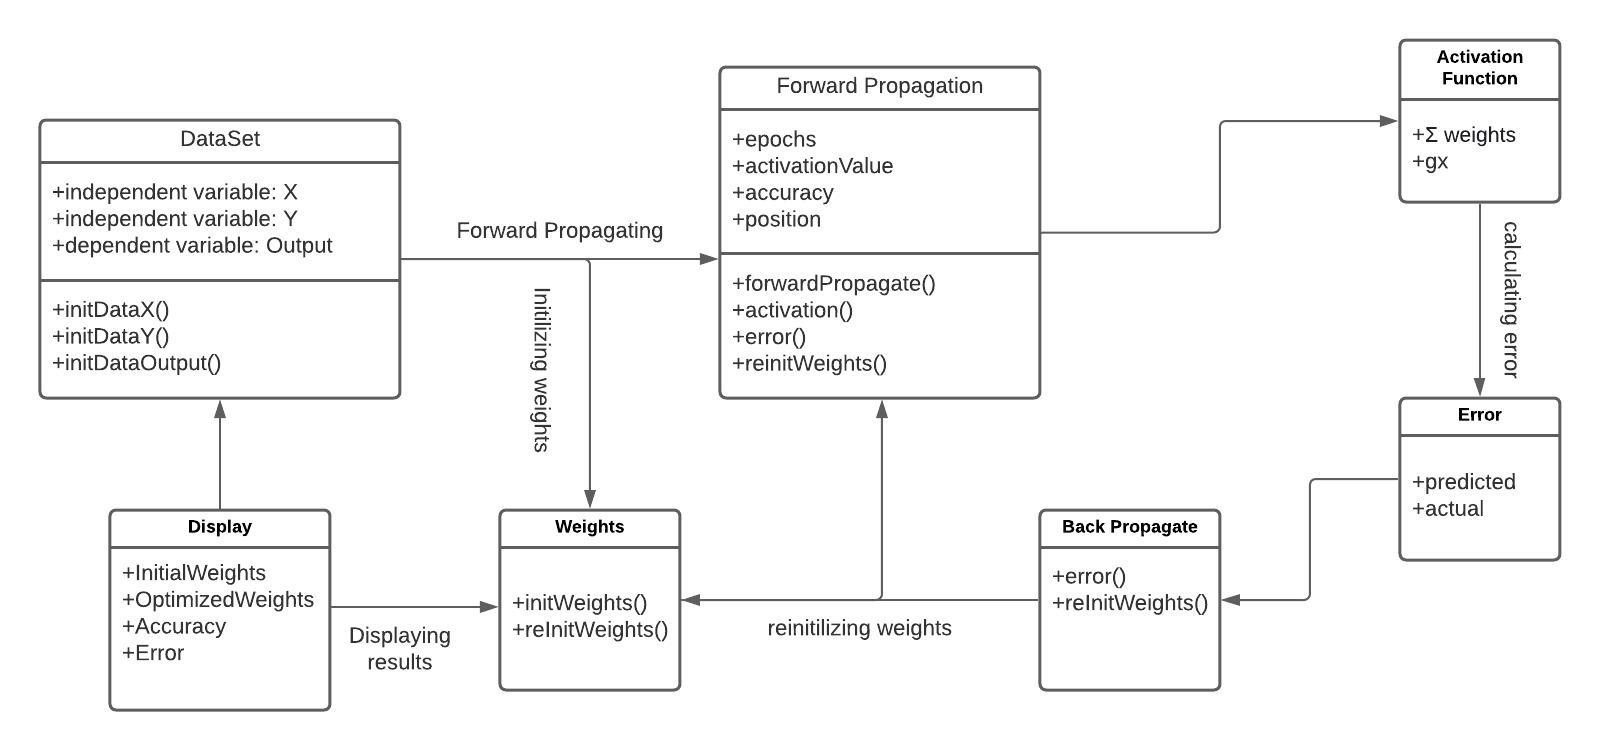 DataSet
+independent variable: X
+independent variable: Y
+dependent variable: Output
+initDataX()
+initDataY()
+initDataOutput()
Forward Propagating
Initilizing weights
Forward Propagation
+epochs
+activationValue
+accuracy
+position
+forwardPropagate()
+activation()
+error()
+reinitWeights()
Activation
Function
+Σ weights
+gx
calculating error
Error
+predicted
+actual
Display
+InitialWeights
+OptimizedWeights
+Accuracy
+Error
Displaying
results
Weights
+initWeights()
+reInitWeights()
reinitilizing weights
Back Propagate
+error()
+reInitWeights()